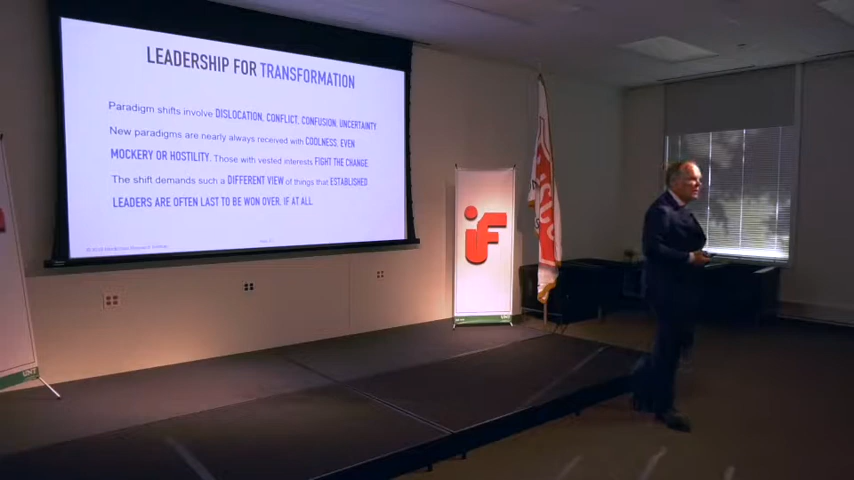 LEADERSHIP FOR TRANSFORMATION
Paradigm shifts involve DISLOCATION, CONFLICT, CONFUSION, UNCERTAINTY
New paradigms are nearly always received with COOLNESS, EVEN
MOCKERY OR HOSTILITY. Those with vested interests FIGHT THE CHANGE
The shift demands such a DIFFERENT VIEW of things that ESTABLISHED
LEADERS ARE OFTEN LAST TO BE WON OVER, IF AT ALL.
iF